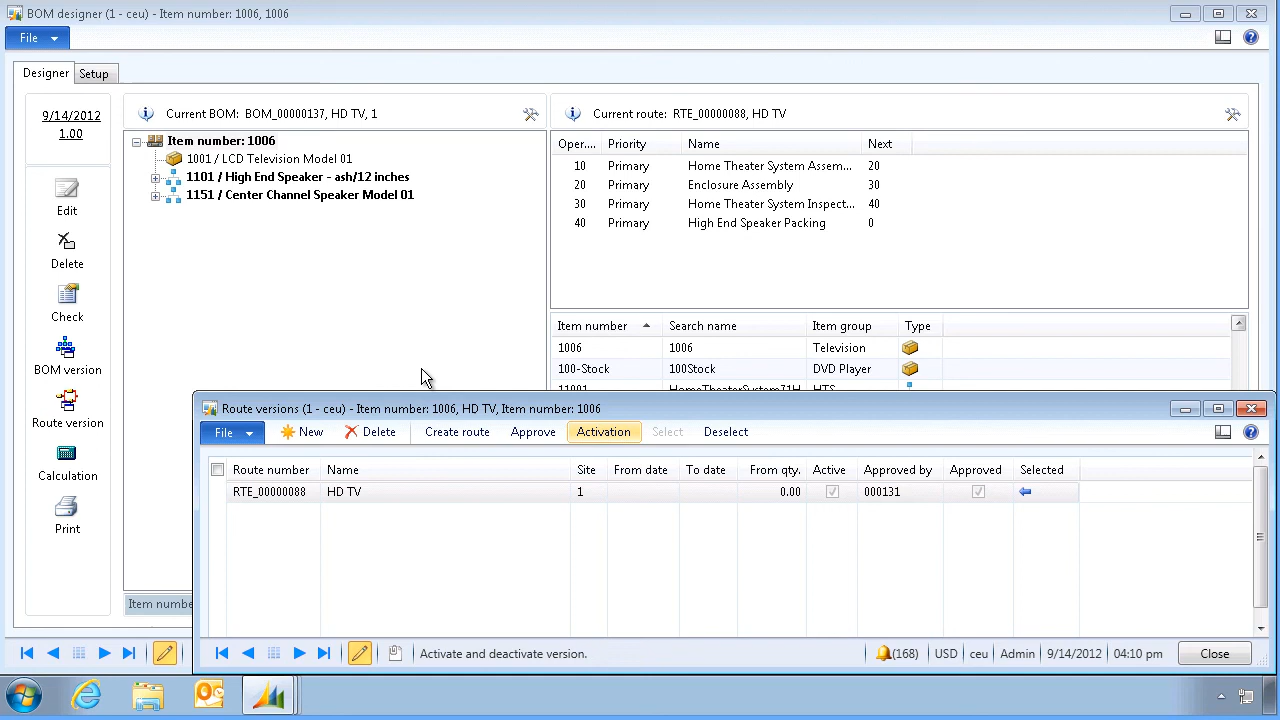 BOM designer (1 - ceu) - Item number: 1006, 1006
File
Designer
Setup
9/14/2012
1.00
Edit
Delete
Check
BOM version
Route version
Calculation
Print
Current BOM: BOM_00000137, HD TV, 1
Item number: 1006
1001 / LCD Television Model 01
1101 / High End Speaker - ash/12 inches
1151 / Center Channel Speaker Model 01
Item numbe
Current route: RTE_00000088, HD TV
Oper... Priority Name Next
10 Primary Home Theater System Assem... 20
20 Primary Enclosure Assembly 30
30 Primary Home Theater System Inspect... 40
40 Primary High End Speaker Packing 0
Item number Search name Item group Type
1006 1006 Television
100-Stock 100Stock DVD Player
11001 HomeTheaterSystem71H HTS
Route versions (1 - ceu) - Item number: 1006, HD TV, Item number: 1006
File New Delete Create route Approve Activation Select Deselect
Route number Name Site From date To date From qty. Active Approved by Approved Selected
RTE_00000088 HD TV 1 0.00 000131
Activate and deactivate version. (168) USD ceu Admin 9/14/2012 04:10 pm Close